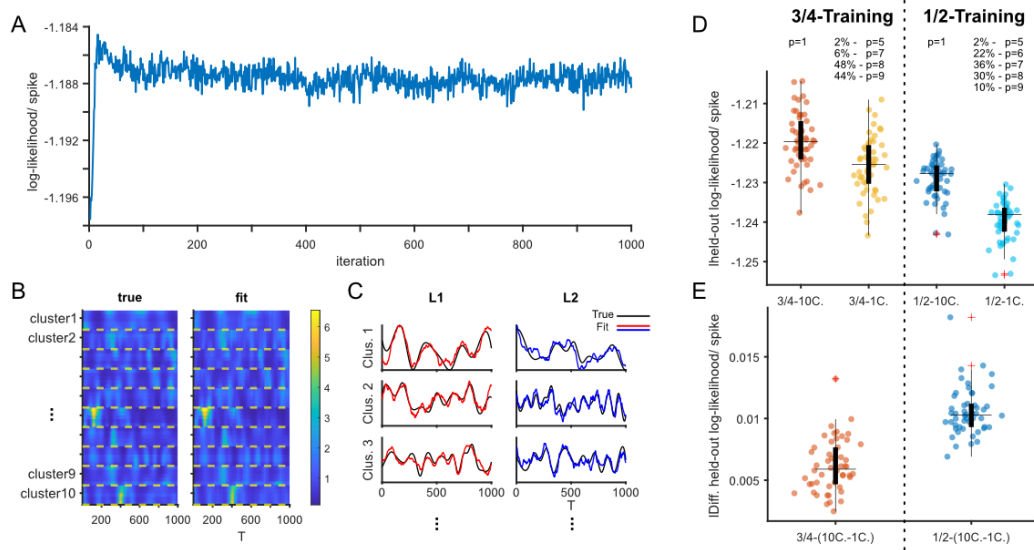 A
-1.184
-1.188
-1.192
-1.196
log-likelihood/ spike
0
200
400
600
800
1000
iteration
B
true
fit
cluster1
cluster2
...
cluster9
cluster10
200
600
1000
200
600
1000
T
6
5
4
3
2
1
C
L1
L2
True
Fit
Clus. 1
Clus. 2
Clus. 3
0
500
1000
0
500
1000
T
...
...
D
3/4-Training
1/2-Training
p=1
2% - p=5
6% - p=7
48% - p=8
44% - p=9
p=1
2% - p=5
22% - p=6
36% - p=7
30% - p=8
10% - p=9
-1.21
-1.22
-1.23
-1.24
-1.25
lheld-out log-likelihood/ spike
3/4-10C.
3/4-1C.
1/2-10C.
1/2-1C.
E
0.015
0.010
0.005
lDiff. held-out log-likelihood/ spike
3/4-(10C.-1C.)
1/2-(10C.-1C.)